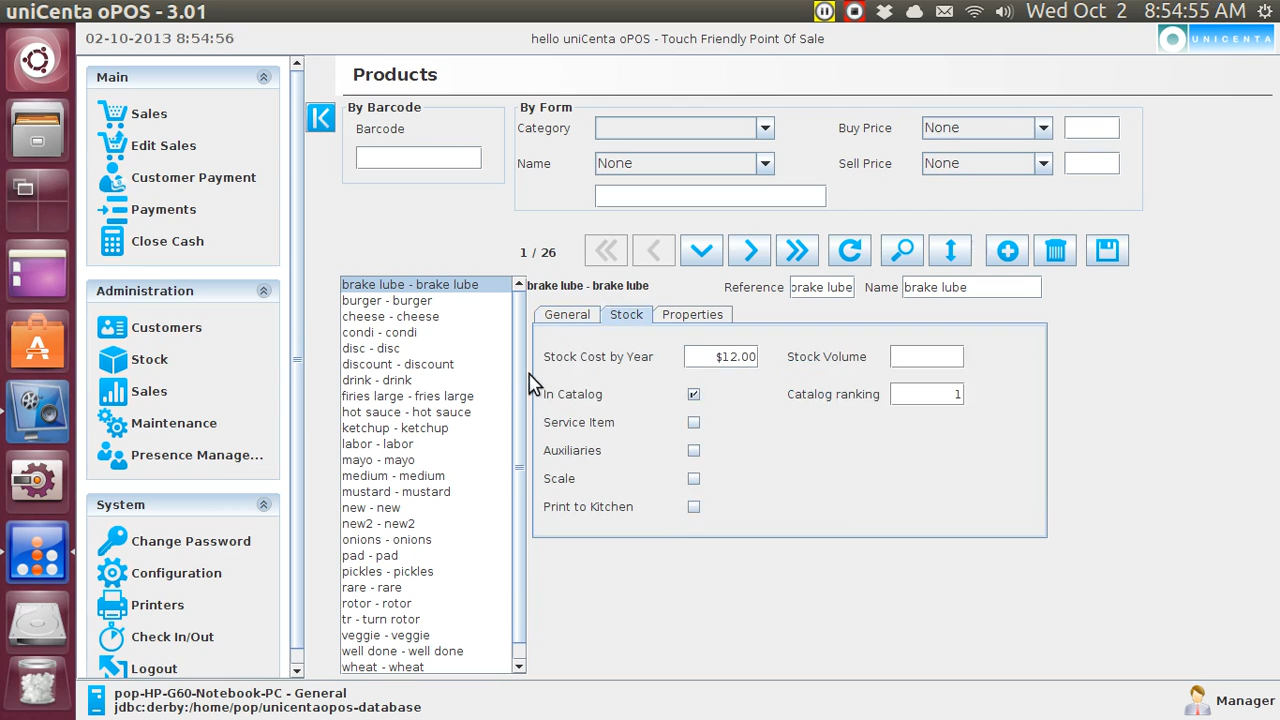 uniCenta oPOS - 3.01
Wed Oct 2 8:54:55 AM
02-10-2013 8:54:56
hello uniCenta oPOS - Touch Friendly Point Of Sale
UNICENTA
Main
Sales
Edit Sales
Customer Payment
Payments
Close Cash
Administration
Customers
Stock
Sales
Maintenance
Presence Manage...
System
Change Password
Configuration
Printers
Check In/Out
Logout
Products
By Barcode
Barcode
By Form
Category
Buy Price None
Name None
Sell Price None
1 / 26
brake lube - brake lube
burger - burger
cheese - cheese
condi - condi
disc - disc
discount - discount
drink - drink
fries large - fries large
hot sauce - hot sauce
ketchup - ketchup
labor - labor
mayo - mayo
medium - medium
mustard - mustard
new - new
new2 - new2
onions - onions
pad - pad
pickles - pickles
rare - rare
rotor - rotor
tr - turn rotor
veggie - veggie
well done - well done
wheat - wheat
brake lube - brake lube
Reference brake lube Name brake lube
General Stock Properties
Stock Cost by Year $12.00 Stock Volume
In Catalog Catalog ranking 1
Service Item
Auxiliaries
Scale
Print to Kitchen
pop-HP-G60-Notebook-PC - General
jdbc:derby:/home/pop/unicentaopos-database
Manager